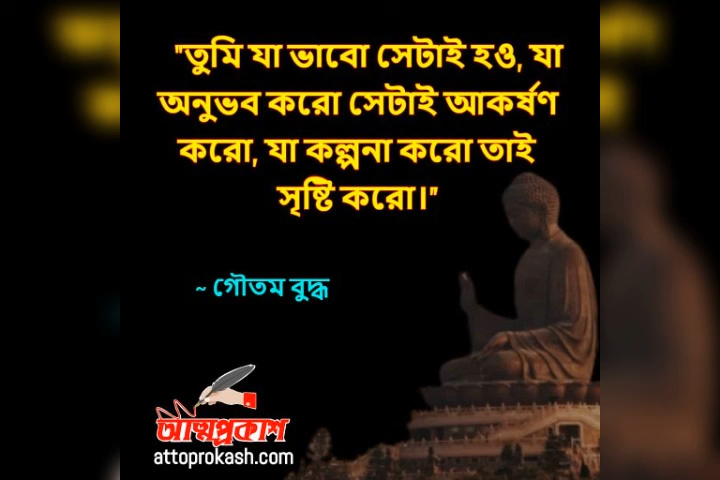 "তুমি যা ভাবো সেটাই হও, যা
অনুভব করো সেটাই আকর্ষণ
করো, যা কল্পনা করো তাই
সৃষ্টি করো।"
~ গৌতম বুদ্ধ
আত্মপ্রকাশ
attoprokash.com